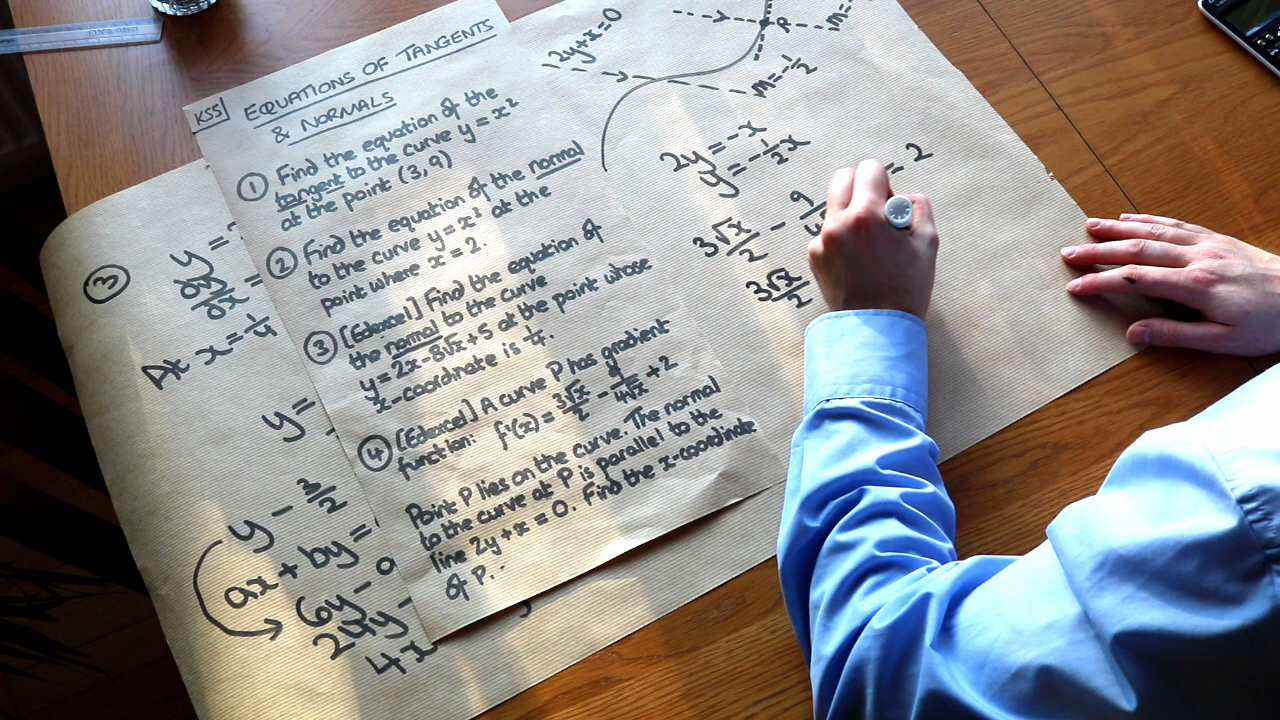 KS5
EQUATIONS OF TANGENTS
& NORMALS
① Find the equation of the
tangent to the curve y = x²
at the point (3, 9)
② Find the equation of the normal
to the curve y = x³ at the
point where x = 2.
③ [Edexcel] Find the equation of
the normal to the curve
y = 2x - 8√x + 5 at the point whose
x-coordinate is ¼.
④ [Edexcel] A curve P has gradient
function: f'(x) = 3√x/2 - 9/4√x + 2
Point P lies on the curve. The normal
to the curve at P is parallel to the
line 2y + x = 0. Find the x-coordinate
of P.
③
y =
dy/dx =
At x = ¼
y =
y - 3/2
ax + by =
6y -
24y -
4x
2y + x = 0
P
m =
m = -½
2y = -x
y = -½x
3√x/2 - 9/ = 2
3√x/2